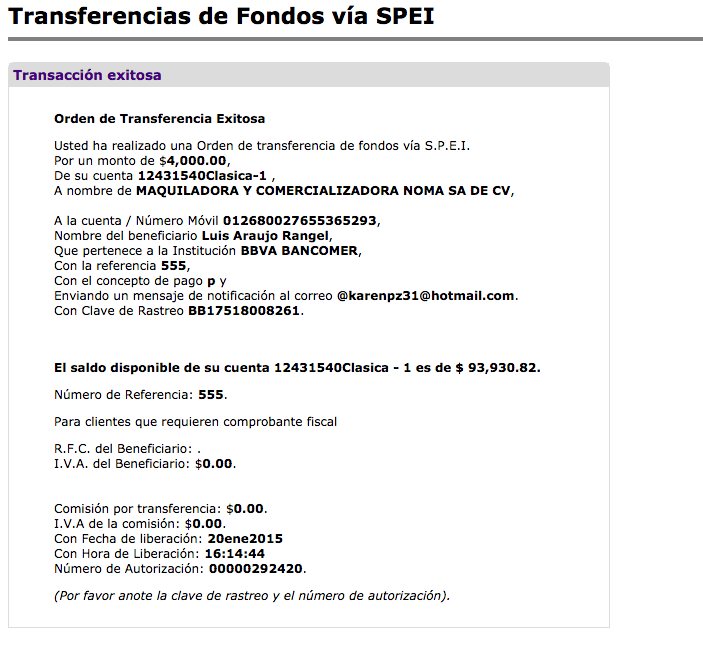 Transferencias de Fondos vía SPEI
Transacción exitosa
Orden de Transferencia Exitosa
Usted ha realizado una Orden de transferencia de fondos vía S.P.E.I.
Por un monto de $4,000.00,
De su cuenta 12431540Clasica-1 ,
A nombre de MAQUILADORA Y COMERCIALIZADORA NOMA SA DE CV,
A la cuenta / Número Móvil 012680027655365293,
Nombre del beneficiario Luis Araujo Rangel,
Que pertenece a la Institución BBVA BANCOMER,
Con la referencia 555,
Con el concepto de pago p y
Enviando un mensaje de notificación al correo @karenpz31@hotmail.com.
Con Clave de Rastreo BB17518008261.
El saldo disponible de su cuenta 12431540Clasica - 1 es de $ 93,930.82.
Número de Referencia: 555.
Para clientes que requieren comprobante fiscal
R.F.C. del Beneficiario: .
I.V.A. del Beneficiario: $0.00.
Comisión por transferencia: $0.00.
I.V.A de la comisión: $0.00.
Con Fecha de liberación: 20ene2015
Con Hora de Liberación: 16:14:44
Número de Autorización: 00000292420.
(Por favor anote la clave de rastreo y el número de autorización).